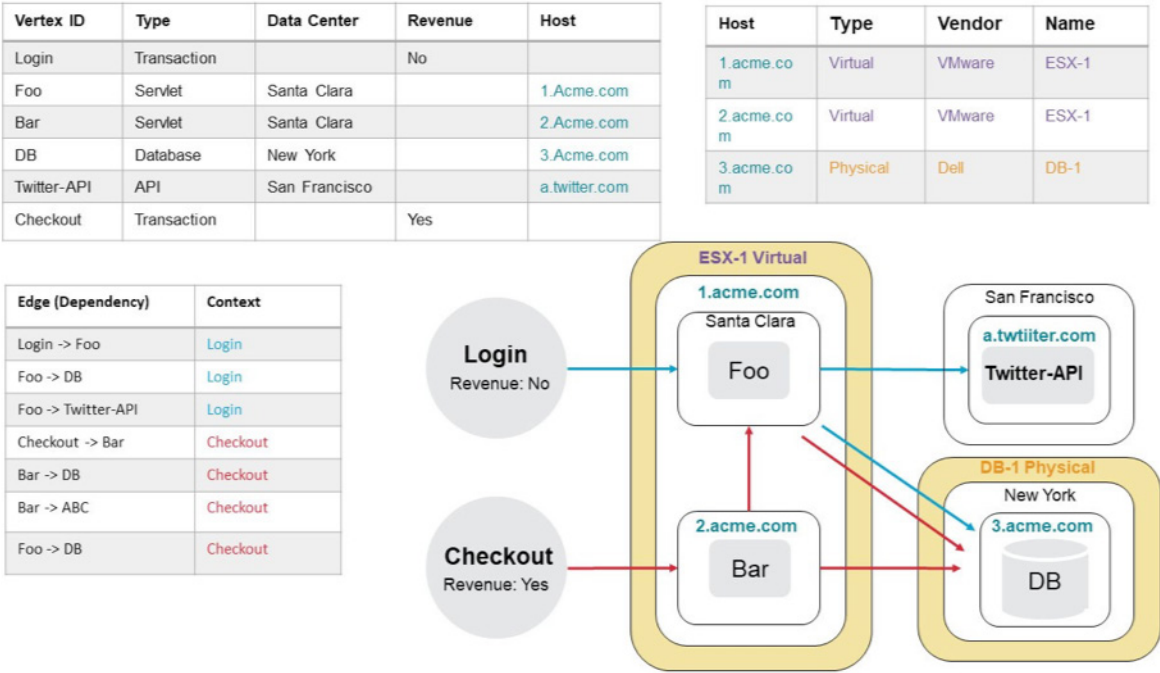 Vertex ID Type Data Center Revenue Host
Login Transaction No
Foo Servlet Santa Clara 1.Acme.com
Bar Servlet Santa Clara 2.Acme.com
DB Database New York 3.Acme.com
Twitter-API API San Francisco a.twitter.com
Checkout Transaction Yes
Host Type Vendor Name
1.acme.co Virtual VMware ESX-1
m
2.acme.co Virtual VMware ESX-1
m
3.acme.co Physical Dell DB-1
m
Edge (Dependency) Context
Login -> Foo Login
Foo -> DB Login
Foo -> Twitter-API Login
Checkout -> Bar Checkout
Bar -> DB Checkout
Bar -> ABC Checkout
Foo -> DB Checkout
ESX-1 Virtual
1.acme.com
Santa Clara
Foo
Login
Revenue: No
San Francisco
a.twtiiter.com
Twitter-API
DB-1 Physical
New York
3.acme.com
DB
2.acme.com
Bar
Checkout
Revenue: Yes